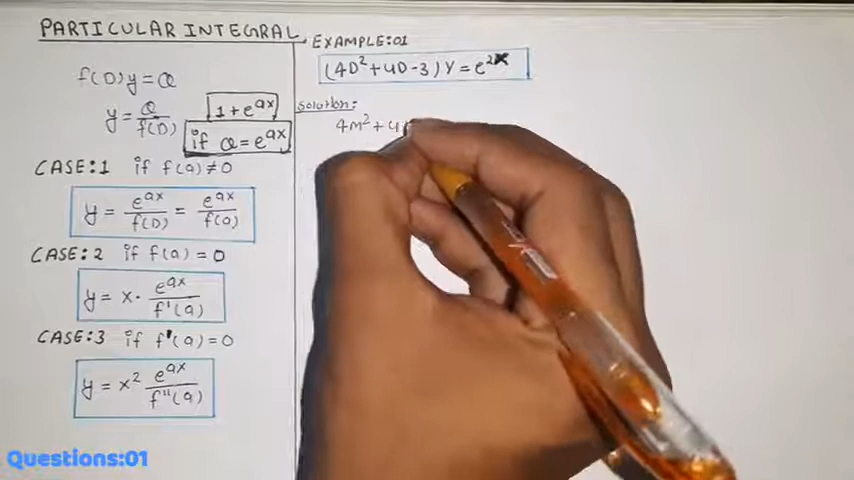 PARTICULAR INTEGRAL
f(D)y = Q
y = Q/f(D)
1 + e^ax
if Q = e^ax
CASE:1 if f(a) ≠ 0
y = e^ax/f(D) = e^ax/f(a)
CASE:2 if f(a) = 0
y = x · e^ax/f'(a)
CASE:3 if f'(a) = 0
y = x² e^ax/f''(a)
EXAMPLE:01
(4D² + 4D - 3) Y = e^2x
Solution:
4m² + 4
Questions:01